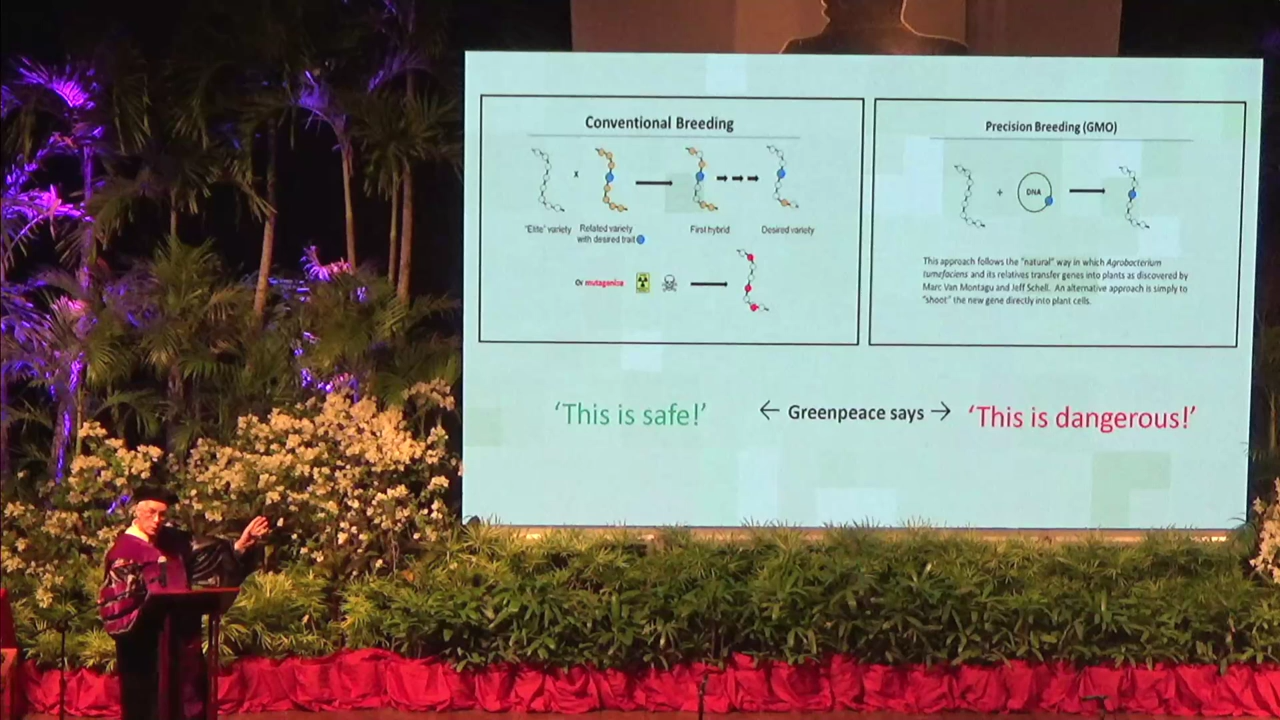 Conventional Breeding
x
'Elite' variety
Related variety
with desired trait
First hybrid
Desired variety
Or mutagenize
Precision Breeding (GMO)
+
DNA
This approach follows the "natural" way in which Agrobacterium
tumefaciens and its relatives transfer genes into plants as discovered by
Marc Van Montagu and Jeff Schell. An alternative approach is simply to
"shoot" the new gene directly into plant cells.
'This is safe!' ← Greenpeace says → 'This is dangerous!'